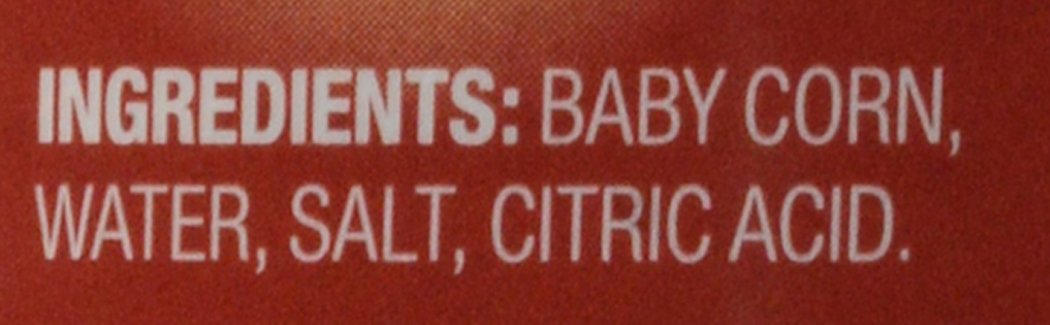 INGREDIENTS: BABY CORN,
WATER, SALT, CITRIC ACID.